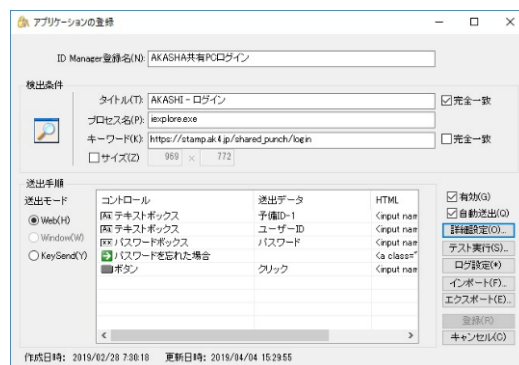 アプリケーションの登録
ID Manager登録名(N): AKASHA共有PCログイン
検出条件
タイトル(T): AKASHI - ログイン
完全一致
プロセス名(P): iexplore.exe
キーワード(K): https://stamp.ak4.jp/shared_punch/login
完全一致
サイズ(Z) 969 × 772
送出手順
送出モード
Web(H)
Window(W)
KeySend(Y)
コントロール 送出データ HTML
テキストボックス 予備ID-1 <input nam
テキストボックス ユーザーID <input nam
パスワードボックス パスワード <input nam
パスワードを忘れた場合 <a class="
ボタン クリック <input nam
有効(G)
自動送出(Q)
詳細設定(O)...
テスト実行(S)...
ログ設定(*)
インポート(F)...
エクスポート(E)...
登録(R)
キャンセル(C)
作成日時: 2019/02/28 7:30:18 更新日時: 2019/04/04 15:29:55